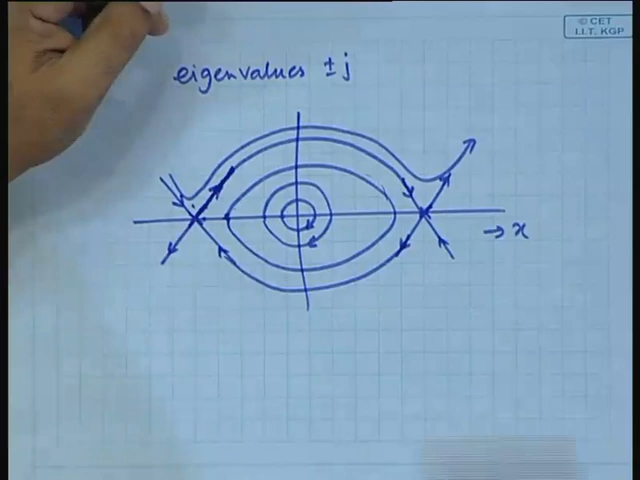 © CET
I.I.T. KGP
eigenvalues ± j
→ x